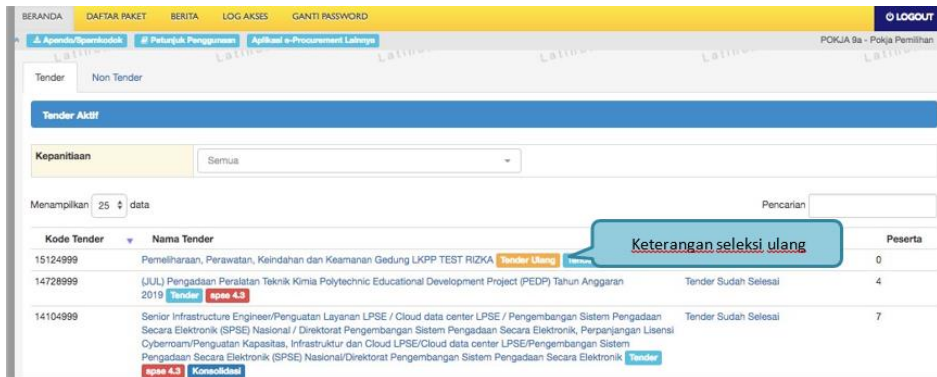 BERANDA DAFTAR PAKET BERITA LOG AKSES GANTI PASSWORD LOGOUT
Apendo/Spamkodok Petunjuk Penggunaan Aplikasi e-Procurement Lainnya POKJA 9a - Pokja Pemilihan
Tender Non Tender
Tender Aktif
Kepanitiaan Semua
Menampilkan 25 data Pencarian
Kode Tender Nama Tender Peserta
Keterangan seleksi ulang
15124999 Pemeliharaan, Perawatan, Keindahan dan Keamanan Gedung LKPP TEST RIZKA Tender Ulang 0
14728999 (JUL) Pengadaan Peralatan Teknik Kimia Polytechnic Educational Development Project (PEDP) Tahun Anggaran Tender Sudah Selesai 4
2019 Tender spse 4.3
14104999 Senior Infrastructure Engineer/Penguatan Layanan LPSE / Cloud data center LPSE / Pengembangan Sistem Pengadaan Tender Sudah Selesai 7
Secara Elektronik (SPSE) Nasional / Direktorat Pengembangan Sistem Pengadaan Secara Elektronik, Perpanjangan Lisensi
Cyberroam/Penguatan Kapasitas, Infrastruktur dan Cloud LPSE/Cloud data center LPSE/Pengembangan Sistem
Pengadaan Secara Elektronik (SPSE) Nasional/Direktorat Pengembangan Sistem Pengadaan Secara Elektronik Tender
spse 4.3 Konsolidasi